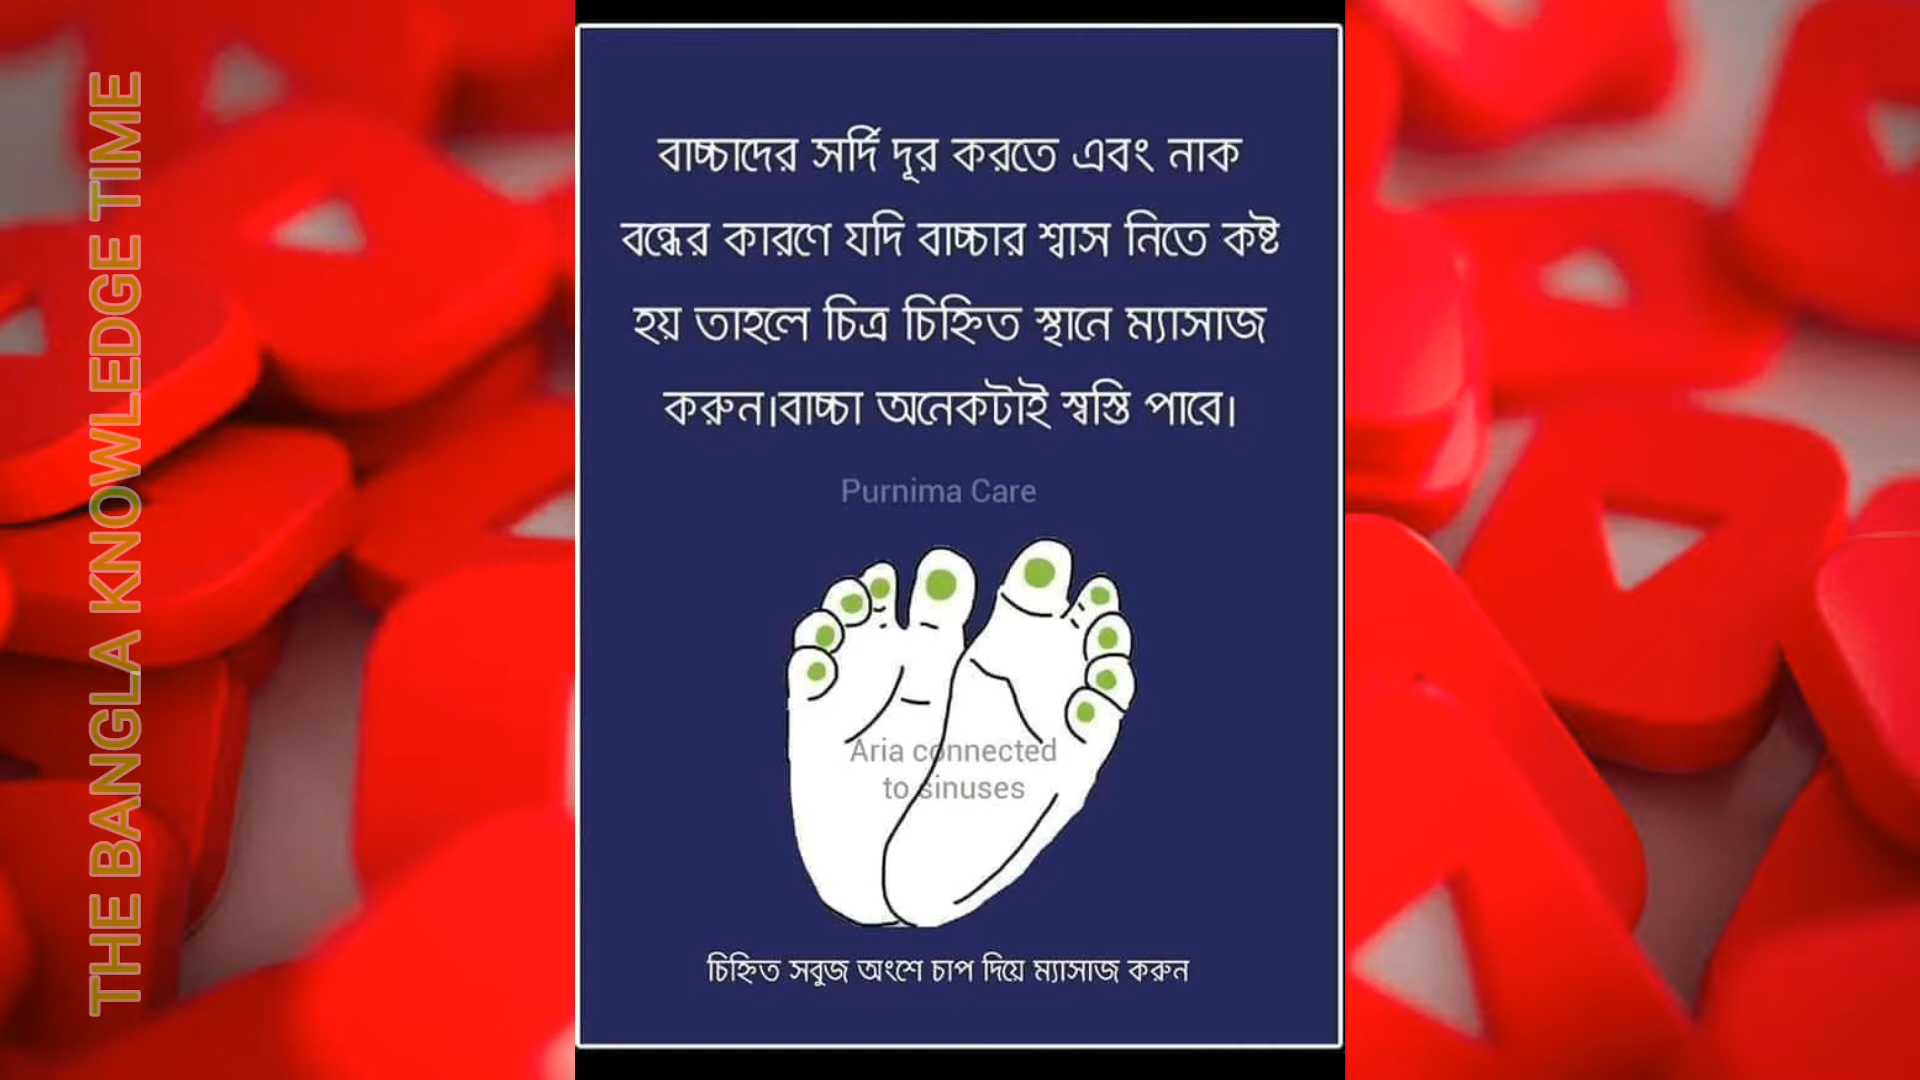 THE BANGLA KNOWLEDGE TIME
বাচ্চাদের সর্দি দূর করতে এবং নাক
বন্ধের কারণে যদি বাচ্চার শ্বাস নিতে কষ্ট
হয় তাহলে চিত্র চিহ্নিত স্থানে ম্যাসাজ
করুন।বাচ্চা অনেকটাই স্বস্তি পাবে।
Purnima Care
Aria connected
to sinuses
চিহ্নিত সবুজ অংশে চাপ দিয়ে ম্যাসাজ করুন